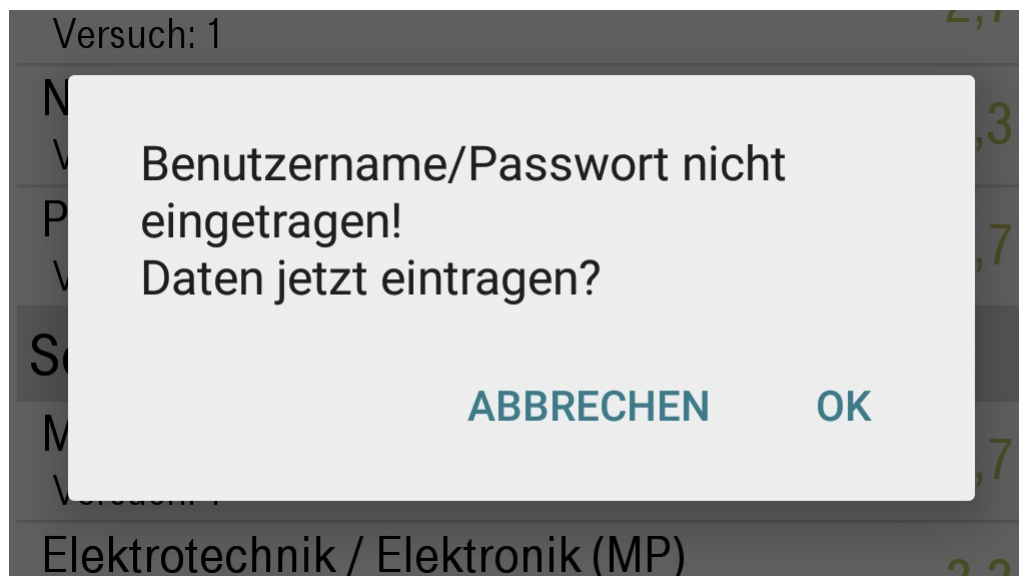 Versuch: 1
Benutzername/Passwort nicht
eingetragen!
Daten jetzt eintragen?
ABBRECHEN
OK
Elektrotechnik / Elektronik (MP)